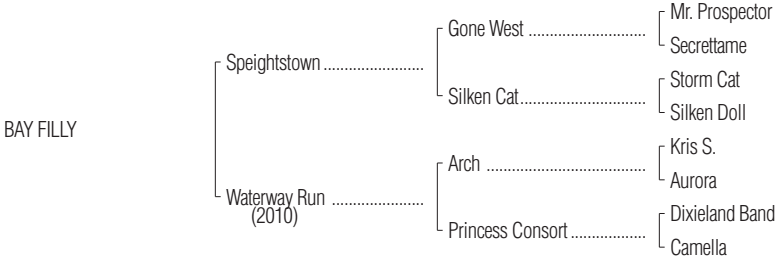 Mr. Prospector
Gone West ..........................
Secrettame
Speightstown ......................
Storm Cat
Silken Cat............................
Silken Doll
BAY FILLY
Kris S.
Arch ...................................
Aurora
Waterway Run ....................
(2010)
Dixieland Band
Princess Consort .................
Camella